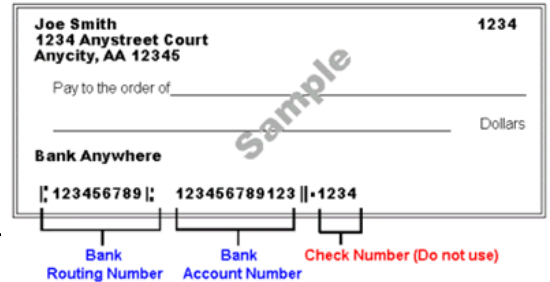 Joe Smith 1234
1234 Anystreet Court
Anycity, AA 12345
Pay to the order of
Sample
Dollars
Bank Anywhere
⑆123456789⑆ 123456789123⑈1234
Bank Routing Number
Bank Account Number
Check Number (Do not use)